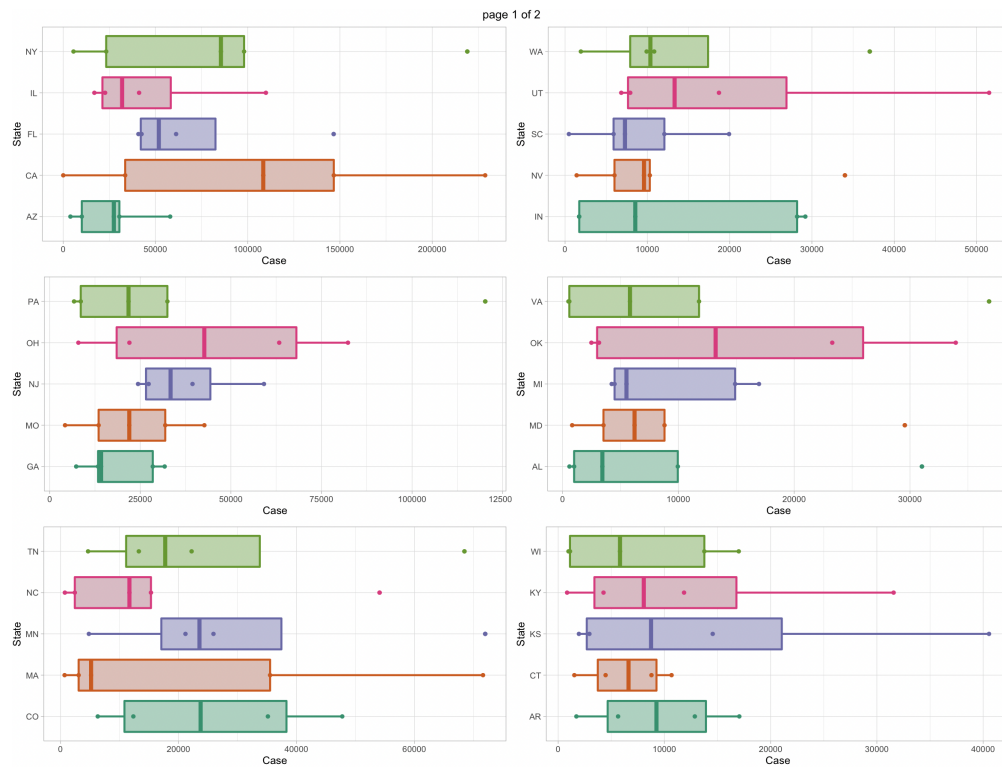 page 1 of 2
NY
IL
FL
CA
AZ
State
0 50000 100000 150000 200000
Case
WA
UT
SC
NV
IN
State
0 10000 20000 30000 40000 50000
Case
PA
OH
NJ
MO
GA
State
0 25000 50000 75000 100000 12500
Case
VA
OK
MI
MD
AL
State
0 10000 20000 30000
Case
TN
NC
MN
MA
CO
State
0 20000 40000 60000
Case
WI
KY
KS
CT
AR
State
0 10000 20000 30000 40000
Case